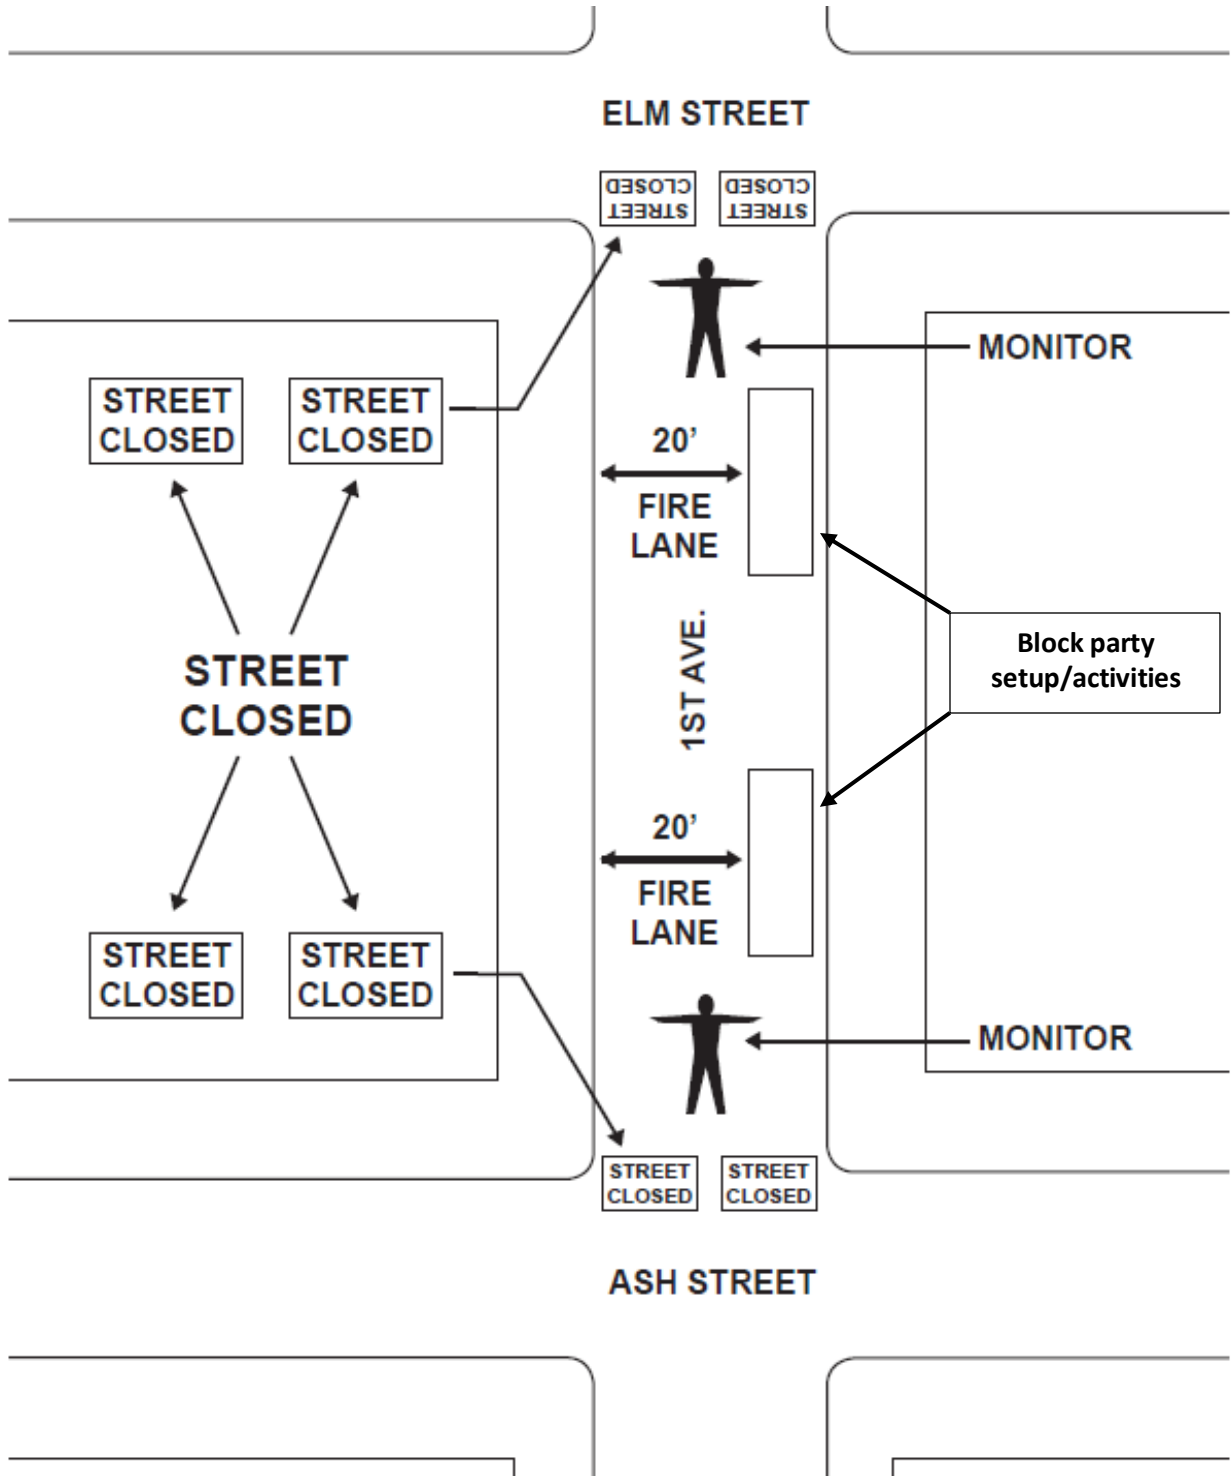 ELM STREET
STREET
CLOSED
STREET
CLOSED
MONITOR
STREET
CLOSED
STREET
CLOSED
20’
FIRE
LANE
1ST AVE.
Block party
setup/activities
STREET
CLOSED
20’
FIRE
LANE
STREET
CLOSED
STREET
CLOSED
MONITOR
STREET
CLOSED
STREET
CLOSED
ASH STREET